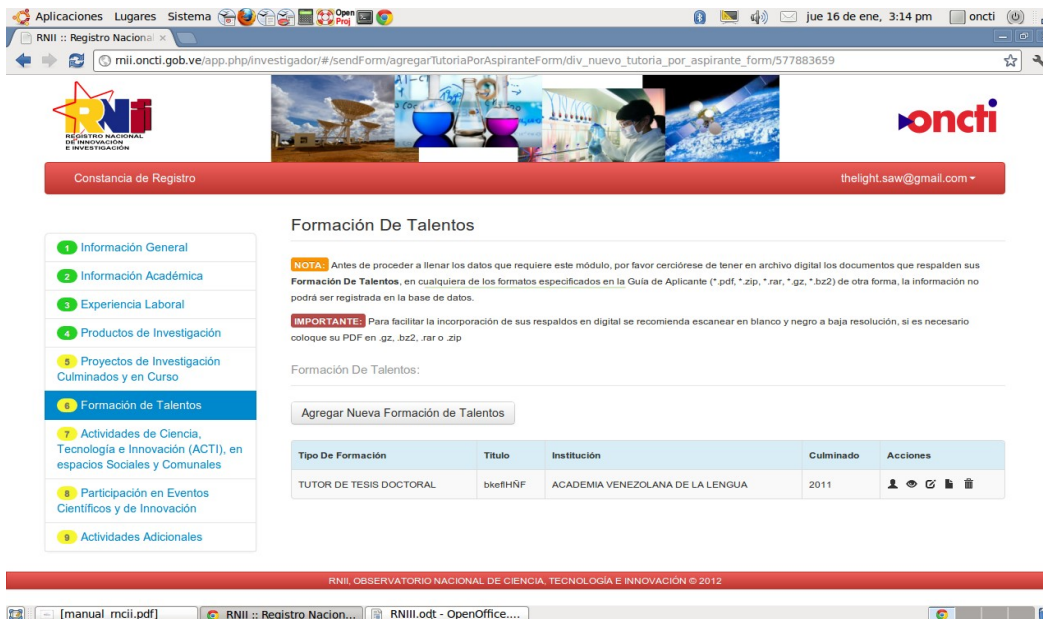 Aplicaciones Lugares Sistema Open Proj jue 16 de ene, 3:14 pm oncti
RNII :: Registro Nacional
rnii.oncti.gob.ve/app.php/investigador/#/sendForm/agregarTutoriaPorAspiranteForm/div_nuevo_tutoria_por_aspirante_form/577883659
RNII
REGISTRO NACIONAL
DE INNOVACIÓN
E INVESTIGACIÓN
oncti
Constancia de Registro thelight.saw@gmail.com
1 Información General
2 Información Académica
3 Experiencia Laboral
4 Productos de Investigación
5 Proyectos de Investigación
Culminados y en Curso
6 Formación de Talentos
7 Actividades de Ciencia,
Tecnología e Innovación (ACTI), en
espacios Sociales y Comunales
8 Participación en Eventos
Científicos y de Innovación
9 Actividades Adicionales
Formación De Talentos
NOTA: Antes de proceder a llenar los datos que requiere este módulo, por favor cerciórese de tener en archivo digital los documentos que respalden sus
Formación De Talentos, en cualquiera de los formatos especificados en la Guía de Aplicante (*.pdf, *.zip, *.rar, *.gz, *.bz2) de otra forma, la información no
podrá ser registrada en la base de datos.
IMPORTANTE: Para facilitar la incorporación de sus respaldos en digital se recomienda escanear en blanco y negro a baja resolución, si es necesario
coloque su PDF en .gz, .bz2, .rar o .zip
Formación De Talentos:
Agregar Nueva Formación de Talentos
Tipo De Formación Titulo Institución Culminado Acciones
TUTOR DE TESIS DOCTORAL bkeflHÑF ACADEMIA VENEZOLANA DE LA LENGUA 2011
RNII, OBSERVATORIO NACIONAL DE CIENCIA, TECNOLOGÍA E INNOVACIÓN © 2012
[manual_rncii.pdf] RNII :: Registro Nacion... RNIII.odt - OpenOffice....